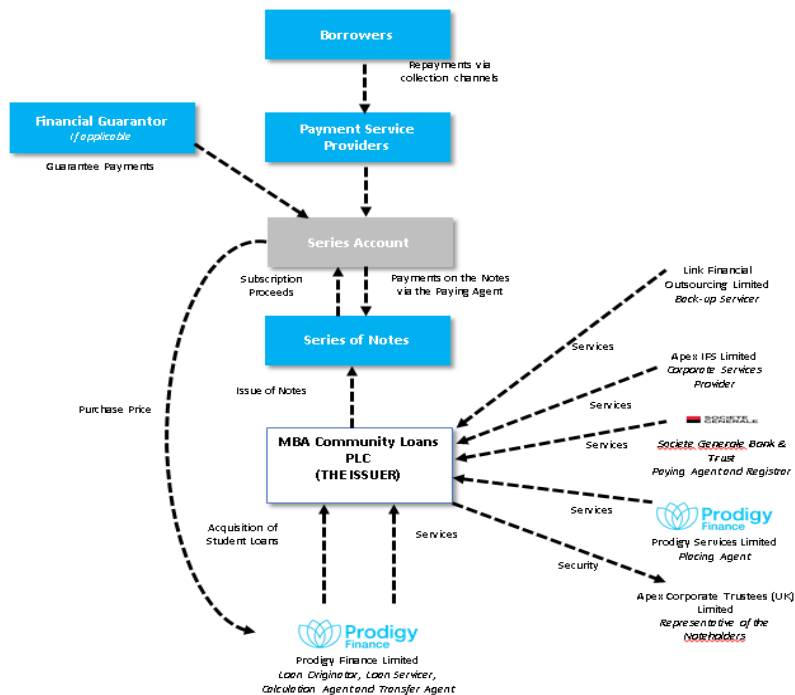 Borrowers
Repayments via
collection channels
Financial Guarantor
If applicable
Payment Service
Providers
Guarantee Payments
Series Account
Subscription
Proceeds
Payments on the Notes
via the Paying Agent
Link Financial
Outsourcing Limited
Back-up Servicer
Series of Notes
Services
Apex IFS Limited
Corporate Services
Provider
Issue of Notes
Purchase Price
Services
SOCIETE
GENERALE
MBA Community Loans
PLC
(THE ISSUER)
Services
Societe Generale Bank &
Trust
Paying Agent and Registrar
Services
Prodigy
Finance
Prodigy Services Limited
Placing Agent
Acquisition of
Student Loans
Services
Security
Apex Corporate Trustees (UK)
Limited
Representative of the
Noteholders
Prodigy
Finance
Prodigy Finance Limited
Loan Originator, Loan Servicer,
Calculation Agent and Transfer Agent